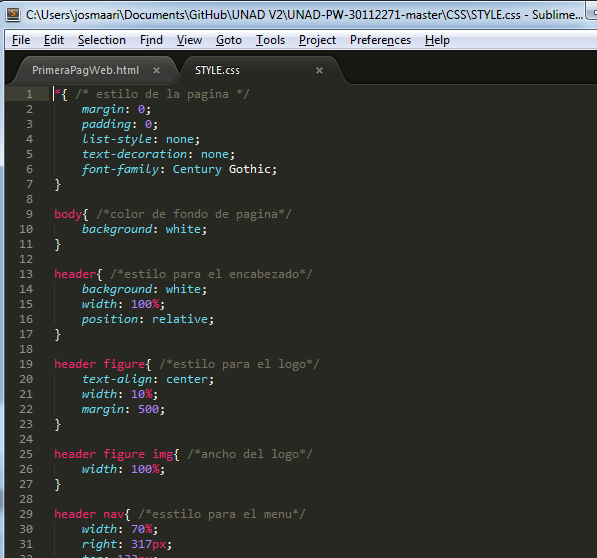 C:\Users\josmaari\Documents\GitHub\UNAD V2\UNAD-PW-30112271-master\CSS\STYLE.css - Sublime...
File Edit Selection Find View Goto Tools Project Preferences Help
PrimeraPagWeb.html × STYLE.css ×
1 *{ /* estilo de la pagina */
2 margin: 0;
3 padding: 0;
4 list-style: none;
5 text-decoration: none;
6 font-family: Century Gothic;
7 }
8
9 body{ /*color de fondo de pagina*/
10 background: white;
11 }
12
13 header{ /*estilo para el encabezado*/
14 background: white;
15 width: 100%;
16 position: relative;
17 }
18
19 header figure{ /*estilo para el logo*/
20 text-align: center;
21 width: 10%;
22 margin: 500;
23 }
24
25 header figure img{ /*ancho del logo*/
26 width: 100%;
27 }
28
29 header nav{ /*esstilo para el menu*/
30 width: 70%;
31 right: 317px;